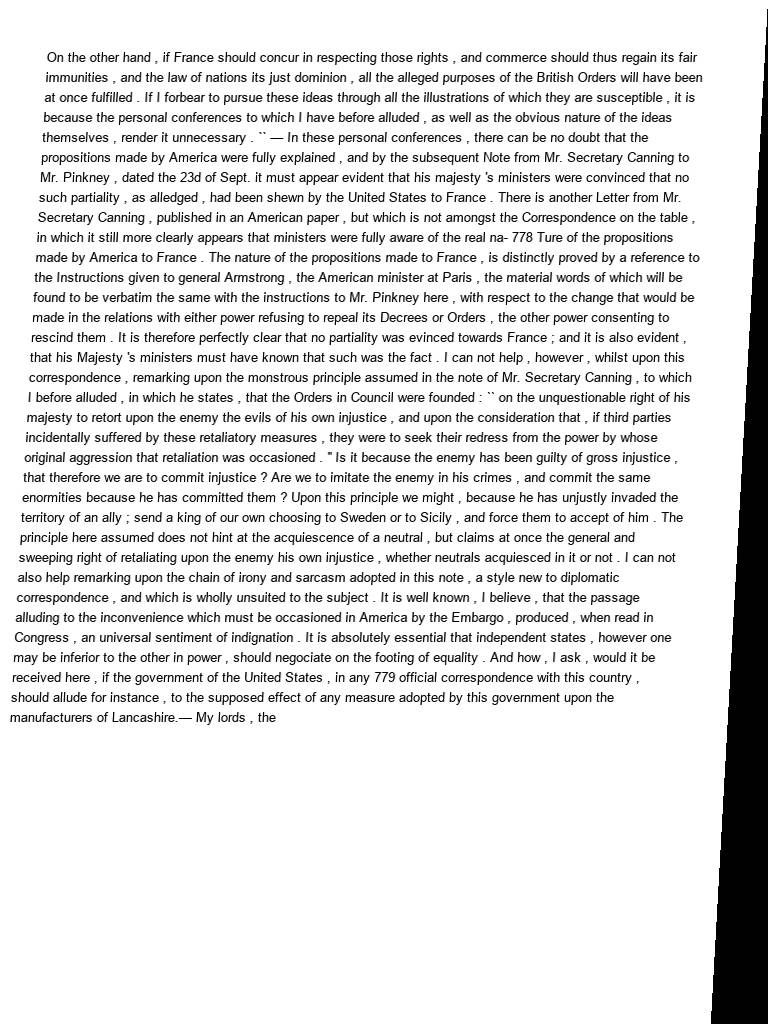 On the other hand , if France should concur in respecting those rights , and commerce should thus regain its fair
immunities , and the law of nations its just dominion , all the alleged purposes of the British Orders will have been
at once fulfilled . If I forbear to pursue these ideas through all the illustrations of which they are susceptible , it is
because the personal conferences to which I have before alluded , as well as the obvious nature of the ideas
themselves , render it unnecessary . `` — In these personal conferences , there can be no doubt that the
propositions made by America were fully explained , and by the subsequent Note from Mr. Secretary Canning to
Mr. Pinkney , dated the 23d of Sept. it must appear evident that his majesty 's ministers were convinced that no
such partiality , as alledged , had been shewn by the United States to France . There is another Letter from Mr.
Secretary Canning , published in an American paper , but which is not amongst the Correspondence on the table ,
in which it still more clearly appears that ministers were fully aware of the real na- 778 Ture of the propositions
made by America to France . The nature of the propositions made to France , is distinctly proved by a reference to
the Instructions given to general Armstrong , the American minister at Paris , the material words of which will be
found to be verbatim the same with the instructions to Mr. Pinkney here , with respect to the change that would be
made in the relations with either power refusing to repeal its Decrees or Orders , the other power consenting to
rescind them . It is therefore perfectly clear that no partiality was evinced towards France ; and it is also evident ,
that his Majesty 's ministers must have known that such was the fact . I can not help , however , whilst upon this
correspondence , remarking upon the monstrous principle assumed in the note of Mr. Secretary Canning , to which
I before alluded , in which he states , that the Orders in Council were founded : `` on the unquestionable right of his
majesty to retort upon the enemy the evils of his own injustice , and upon the consideration that , if third parties
incidentally suffered by these retaliatory measures , they were to seek their redress from the power by whose
original aggression that retaliation was occasioned . " Is it because the enemy has been guilty of gross injustice ,
that therefore we are to commit injustice ? Are we to imitate the enemy in his crimes , and commit the same
enormities because he has committed them ? Upon this principle we might , because he has unjustly invaded the
territory of an ally ; send a king of our own choosing to Sweden or to Sicily , and force them to accept of him . The
principle here assumed does not hint at the acquiescence of a neutral , but claims at once the general and
sweeping right of retaliating upon the enemy his own injustice , whether neutrals acquiesced in it or not . I can not
also help remarking upon the chain of irony and sarcasm adopted in this note , a style new to diplomatic
correspondence , and which is wholly unsuited to the subject . It is well known , I believe , that the passage
alluding to the inconvenience which must be occasioned in America by the Embargo , produced , when read in
Congress , an universal sentiment of indignation . It is absolutely essential that independent states , however one
may be inferior to the other in power , should negociate on the footing of equality . And how , I ask , would it be
received here , if the government of the United States , in any 779 official correspondence with this country ,
should allude for instance , to the supposed effect of any measure adopted by this government upon the
manufacturers of Lancashire.— My lords , the